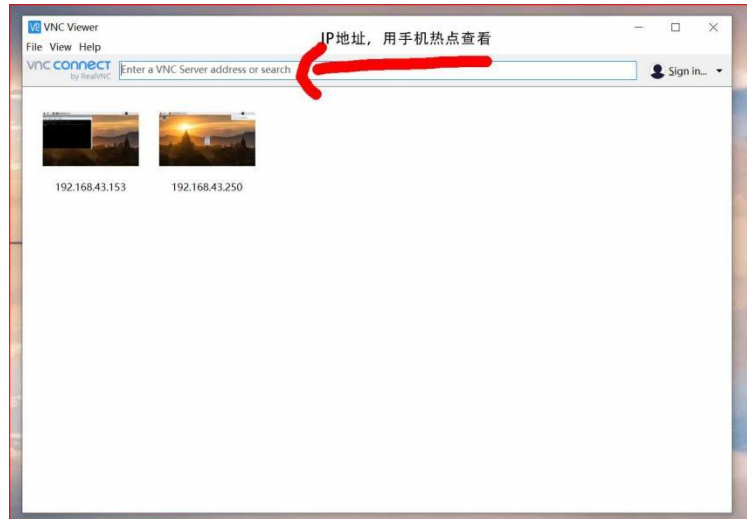 VNC Viewer
IP地址，用手机热点查看
File View Help
vnc connect
by RealVNC
Enter a VNC Server address or search
Sign in...
192.168.43.153
192.168.43.250